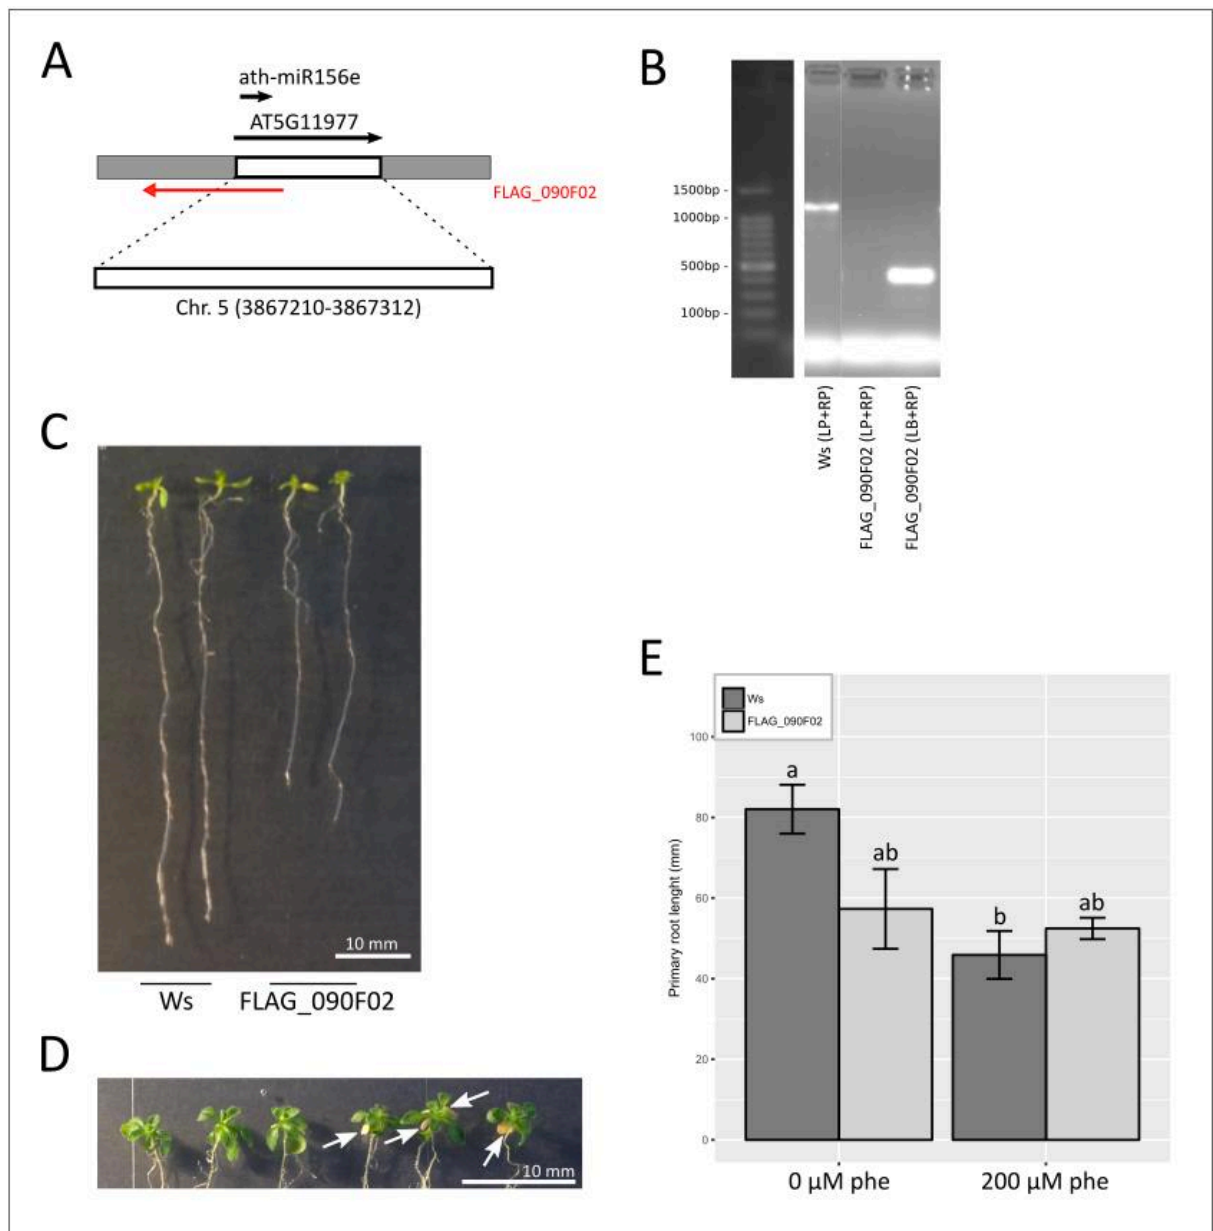 A
ath-miR156e
AT5G11977
FLAG_090F02
Chr. 5 (3867210-3867312)
B
1500bp -
1000bp -
500bp -
100bp -
Ws (LP+RP)
FLAG_090F02 (LP+RP)
FLAG_090F02 (LB+RP)
C
10 mm
Ws
FLAG_090F02
D
10 mm
E
Ws
FLAG_090F02
Primary root lenght (mm)
100
80
60
40
20
0
a
ab
b
ab
0 µM phe
200 µM phe